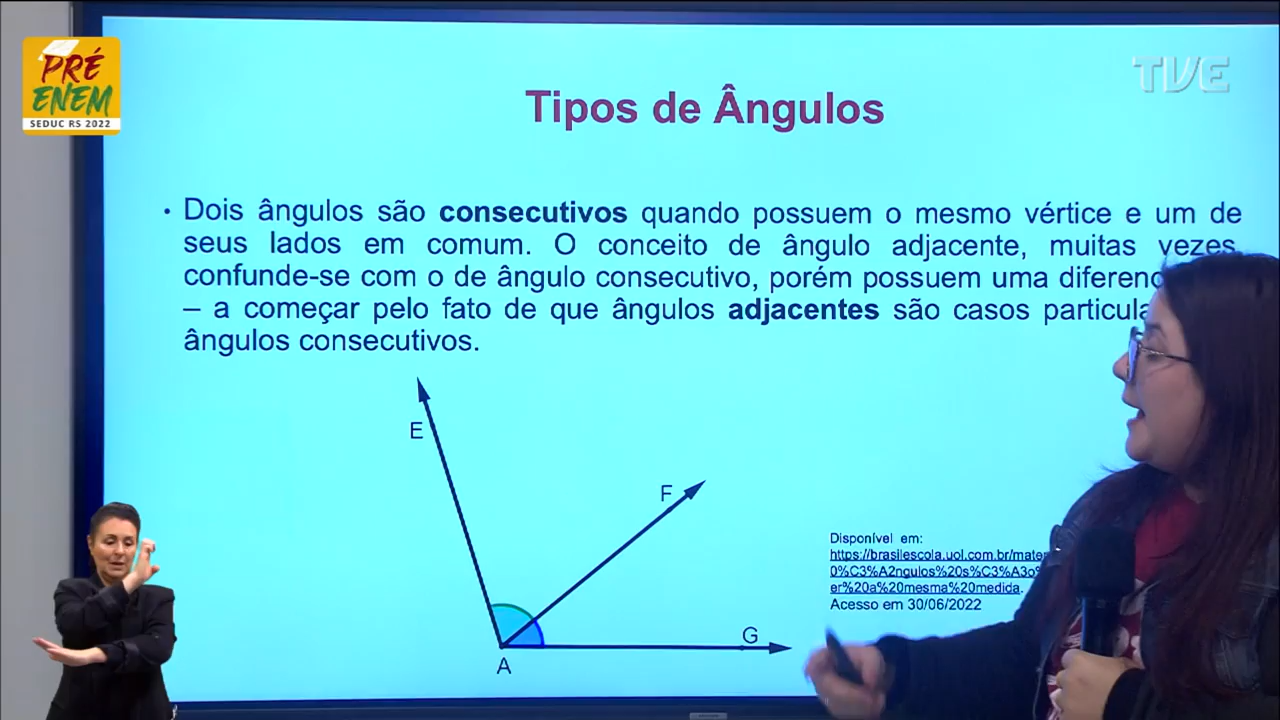 PRÉ
ENEM
SEDUC RS 2022
TVE
Tipos de Ângulos
• Dois ângulos são consecutivos quando possuem o mesmo vértice e um de
seus lados em comum. O conceito de ângulo adjacente, muitas vezes,
confunde-se com o de ângulo consecutivo, porém possuem uma
– a começar pelo fato de que ângulos adjacentes são casos
ângulos consecutivos.
E
F
G
A
Disponível em:
https://brasilescola.uol.com.br/mate
0%C3%A2ngulos%20s%C3%A3o%
er%20a%20mesma%20medida.
Acesso em 30/06/2022